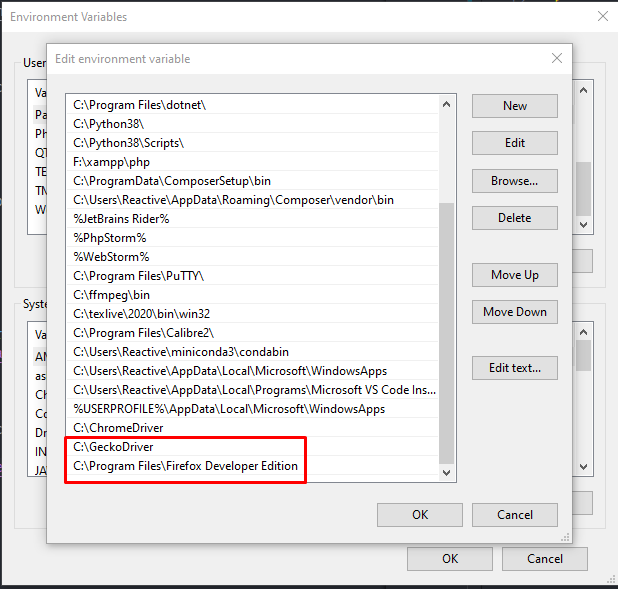 Environment Variables
Edit environment variable
User
Va
Pa
Ph
QT
TE
TN
W
C:\Program Files\dotnet\
C:\Python38\
C:\Python38\Scripts\
F:\xampp\php
C:\ProgramData\ComposerSetup\bin
C:\Users\Reactive\AppData\Roaming\Composer\vendor\bin
%JetBrains Rider%
%PhpStorm%
%WebStorm%
C:\Program Files\PuTTY\
C:\ffmpeg\bin
C:\texlive\2020\bin\win32
C:\Program Files\Calibre2\
C:\Users\Reactive\miniconda3\condabin
C:\Users\Reactive\AppData\Local\Microsoft\WindowsApps
C:\Users\Reactive\AppData\Local\Programs\Microsoft VS Code Ins...
%USERPROFILE%\AppData\Local\Microsoft\WindowsApps
C:\ChromeDriver
C:\GeckoDriver
C:\Program Files\Firefox Developer Edition
New
Edit
Browse...
Delete
Move Up
Move Down
Edit text...
Syste
Va
as
Ch
Co
Dr
IN
JA
OK
Cancel
OK
Cancel